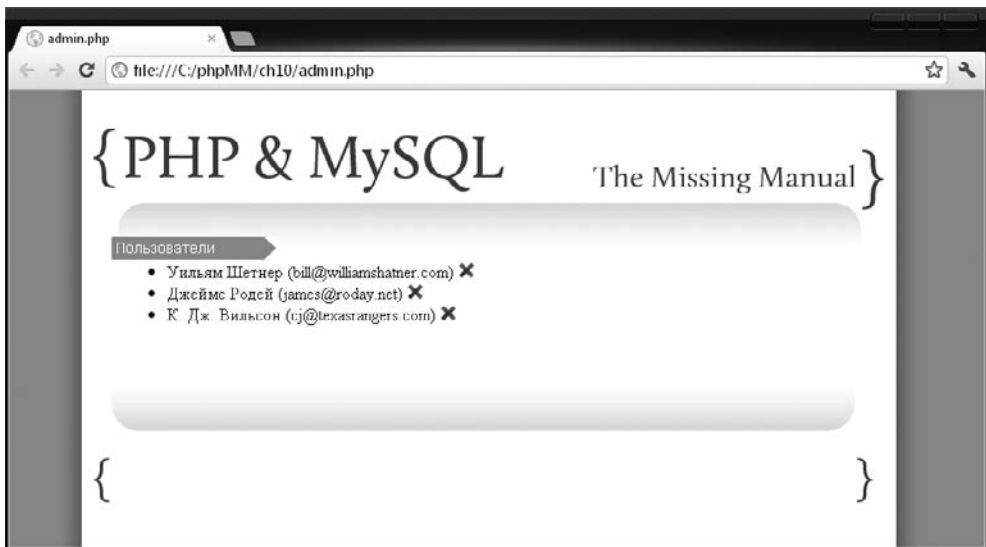 admin.php
file:///C:/phpMM/ch10/admin.php
{PHP & MySQL
The Missing Manual}
Пользователи
• Уильям Шетнер (bill@williamshatner.com)
• Джеймс Родей (james@roday.net)
• К. Дж. Вильсон (cj@texasrangers.com)
{ }